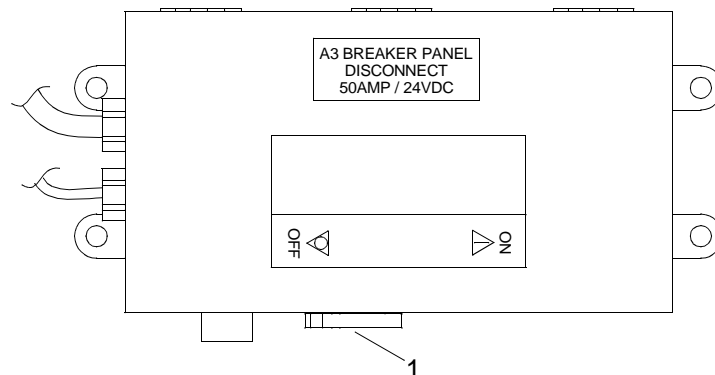 A3 BREAKER PANEL
DISCONNECT
50AMP / 24VDC
OFF
ON
1